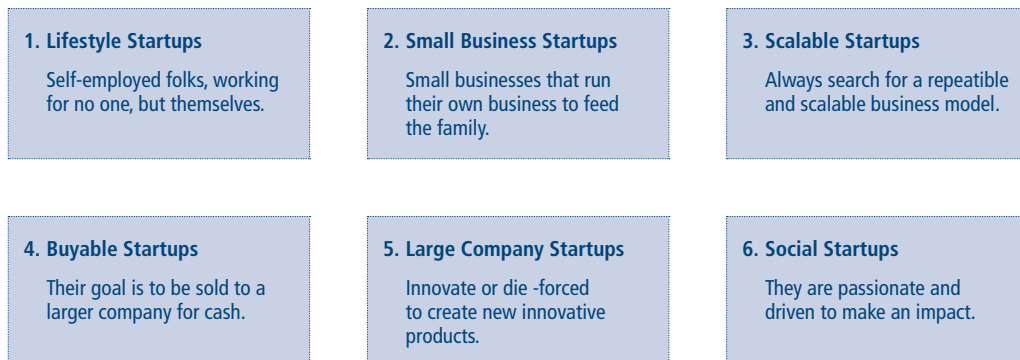 1. Lifestyle Startups
Self-employed folks, working
for no one, but themselves.
2. Small Business Startups
Small businesses that run
their own business to feed
the family.
3. Scalable Startups
Always search for a repeatible
and scalable business model.
4. Buyable Startups
Their goal is to be sold to a
larger company for cash.
5. Large Company Startups
Innovate or die -forced
to create new innovative
products.
6. Social Startups
They are passionate and
driven to make an impact.